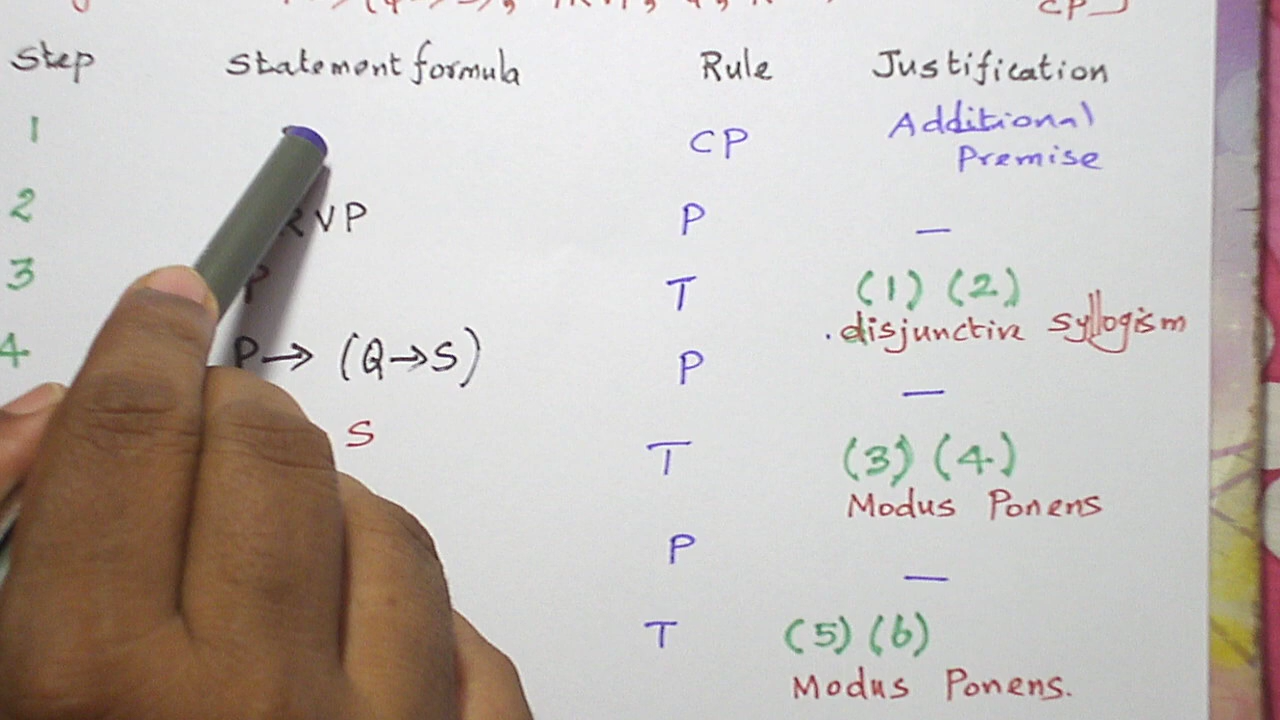 CP
Step Statement formula Rule Justification
1 CP Additional Premise
2 RVP P —
3 P T (1) (2)
. disjunctive syllogism
4 P→ (Q→S) P —
S T (3) (4)
Modus Ponens
P —
T (5) (6)
Modus Ponens.